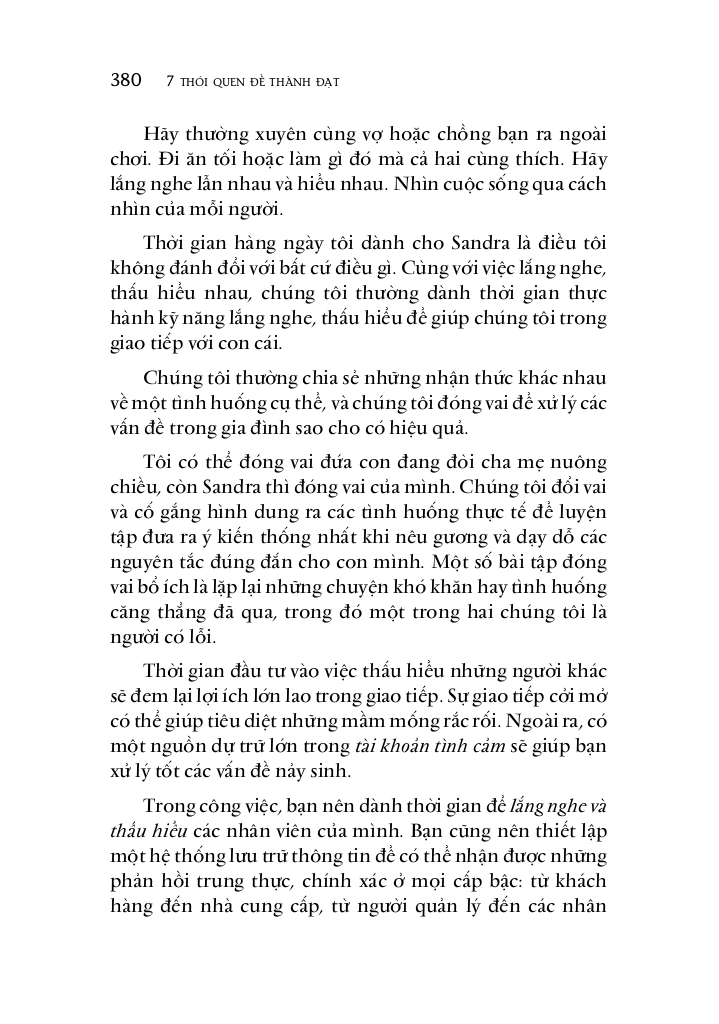 380 7 THÓI QUEN ĐỂ THÀNH ĐẠT
Hãy thường xuyên cùng vợ hoặc chồng bạn ra ngoài
chơi. Đi ăn tối hoặc làm gì đó mà cả hai cùng thích. Hãy
lắng nghe lẫn nhau và hiểu nhau. Nhìn cuộc sống qua cách
nhìn của mỗi người.
Thời gian hàng ngày tôi dành cho Sandra là điều tôi
không đánh đổi với bất cứ điều gì. Cùng với việc lắng nghe,
thấu hiểu nhau, chúng tôi thường dành thời gian thực
hành kỹ năng lắng nghe, thấu hiểu để giúp chúng tôi trong
giao tiếp với con cái.
Chúng tôi thường chia sẻ những nhận thức khác nhau
về một tình huống cụ thể, và chúng tôi đóng vai để xử lý các
vấn đề trong gia đình sao cho có hiệu quả.
Tôi có thể đóng vai đứa con đang đòi cha mẹ nuông
chiều, còn Sandra thì đóng vai của mình. Chúng tôi đổi vai
và cố gắng hình dung ra các tình huống thực tế để luyện
tập đưa ra ý kiến thống nhất khi nêu gương và dạy dỗ các
nguyên tắc đúng đắn cho con mình. Một số bài tập đóng
vai bổ ích là lặp lại những chuyện khó khăn hay tình huống
căng thẳng đã qua, trong đó một trong hai chúng tôi là
người có lỗi.
Thời gian đầu tư vào việc thấu hiểu những người khác
sẽ đem lại lợi ích lớn lao trong giao tiếp. Sự giao tiếp cởi mở
có thể giúp tiêu diệt những mầm mống rắc rối. Ngoài ra, có
một nguồn dự trữ lớn trong tài khoản tình cảm sẽ giúp bạn
xử lý tốt các vấn đề nảy sinh.
Trong công việc, bạn nên dành thời gian để lắng nghe và
thấu hiểu các nhân viên của mình. Bạn cũng nên thiết lập
một hệ thống lưu trữ thông tin để có thể nhận được những
phản hồi trung thực, chính xác ở mọi cấp bậc: từ khách
hàng đến nhà cung cấp, từ người quản lý đến các nhân